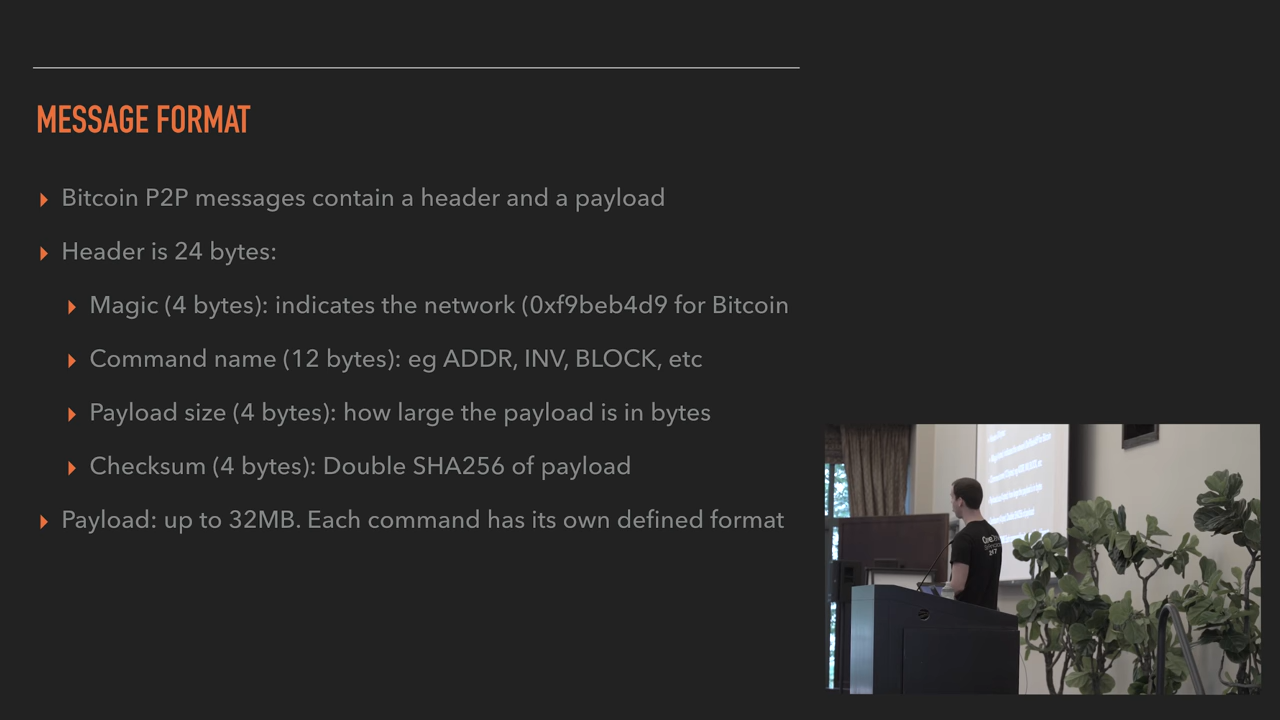 MESSAGE FORMAT
Bitcoin P2P messages contain a header and a payload
Header is 24 bytes:
Magic (4 bytes): indicates the network (0xf9beb4d9 for Bitcoin
Command name (12 bytes): eg ADDR, INV, BLOCK, etc
Payload size (4 bytes): how large the payload is in bytes
Checksum (4 bytes): Double SHA256 of payload
Payload: up to 32MB. Each command has its own defined format